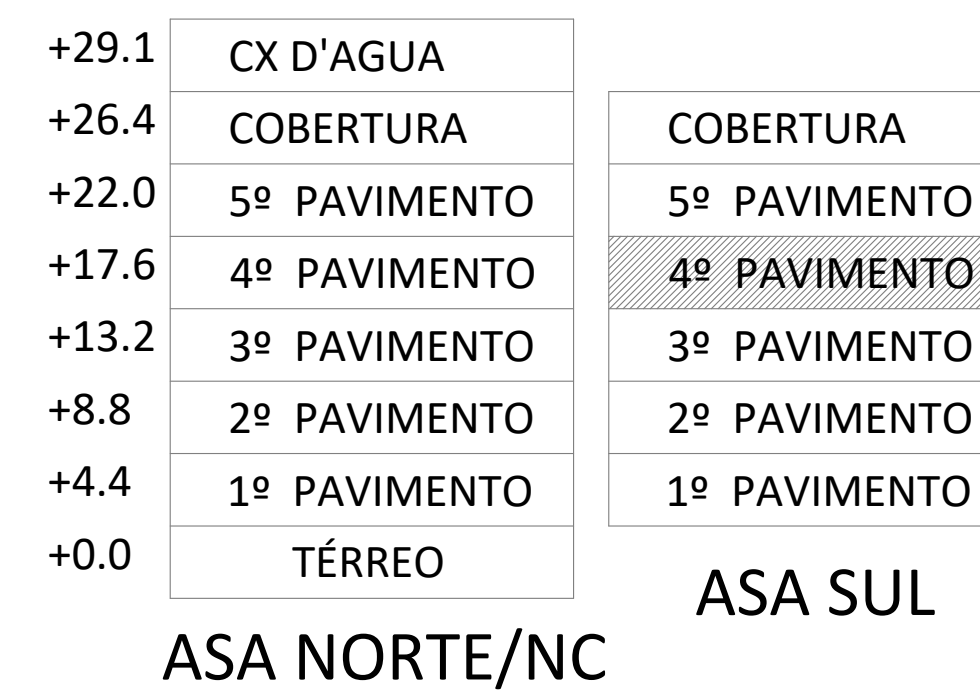 +29.1 CX D'AGUA
+26.4 COBERTURA COBERTURA
+22.0 5º PAVIMENTO 5º PAVIMENTO
+17.6 4º PAVIMENTO 4º PAVIMENTO
+13.2 3º PAVIMENTO 3º PAVIMENTO
+8.8 2º PAVIMENTO 2º PAVIMENTO
+4.4 1º PAVIMENTO 1º PAVIMENTO
+0.0 TÉRREO
ASA SUL
ASA NORTE/NC